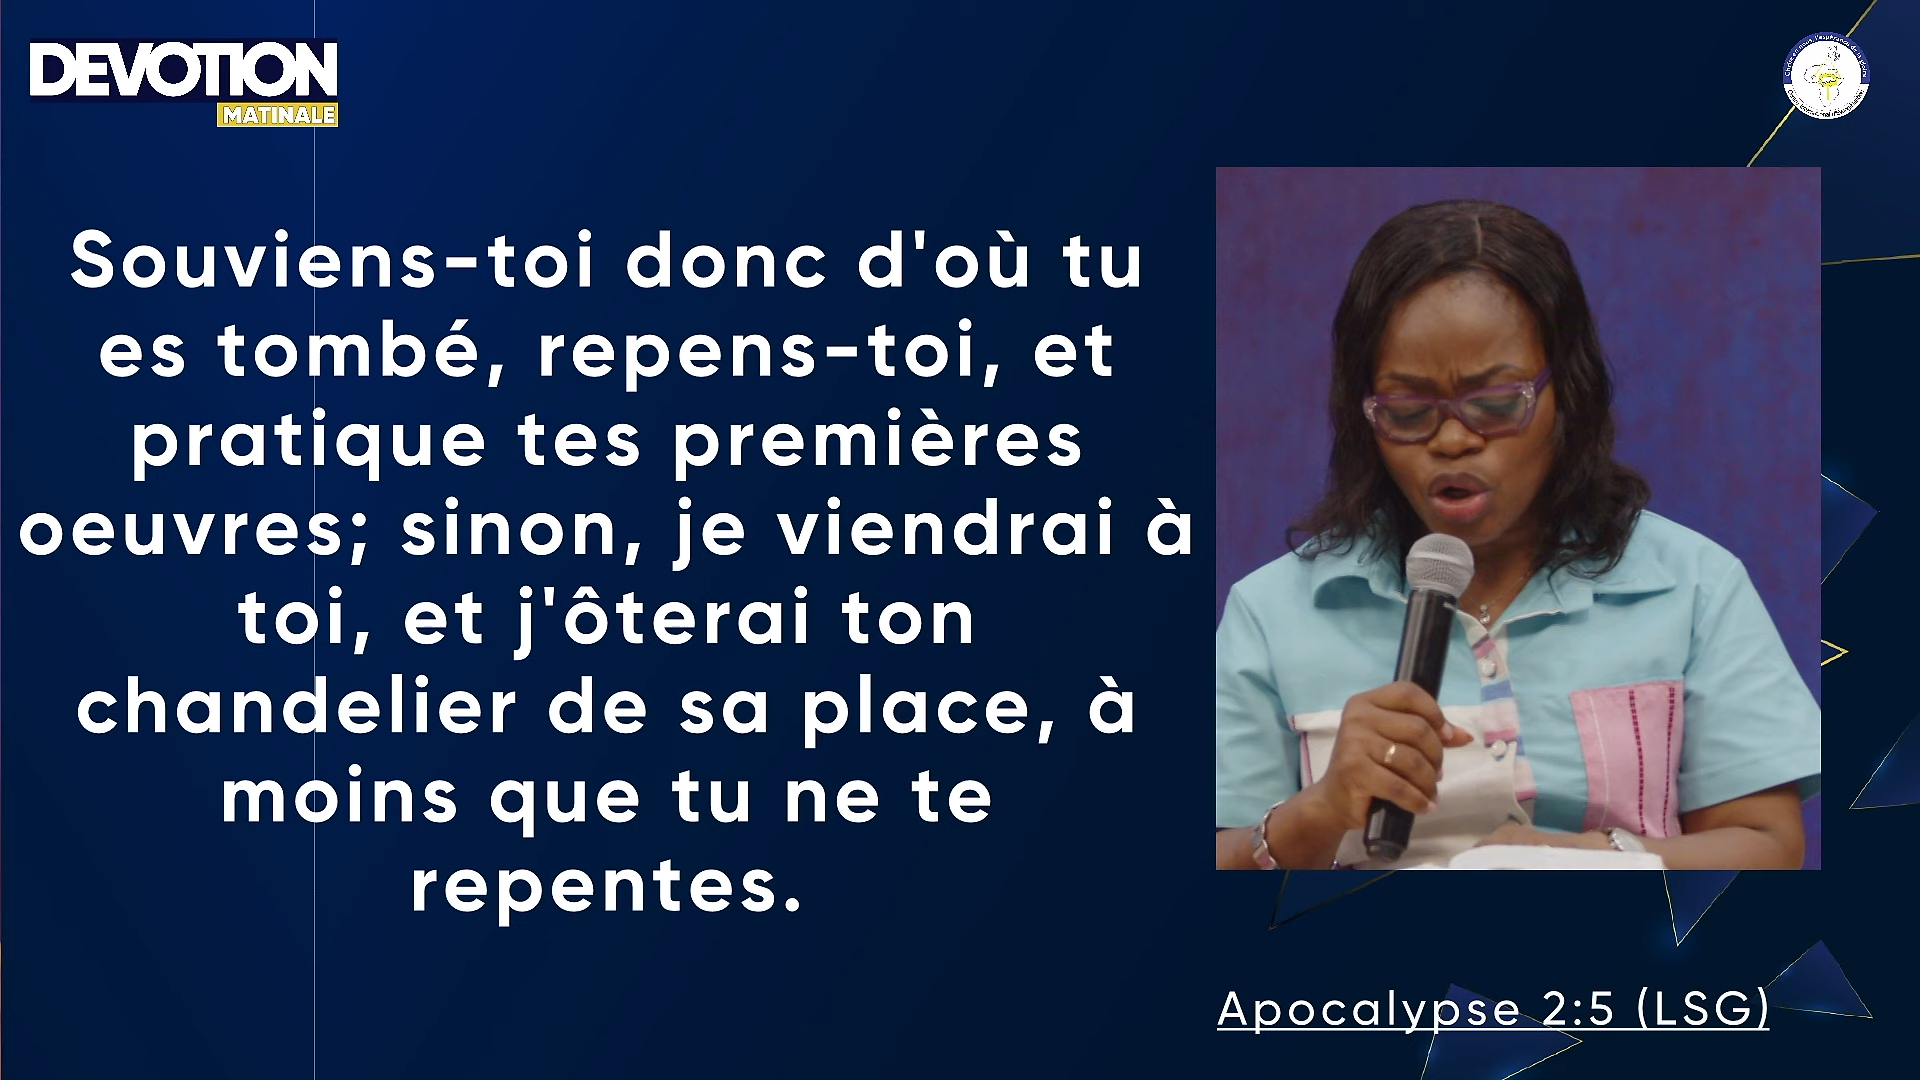 DEVOTION
MATINALE
Souviens-toi donc d'où tu
es tombé, repens-toi, et
pratique tes premières
oeuvres; sinon, je viendrai à
toi, et j'ôterai ton
chandelier de sa place, à
moins que tu ne te
repentes.
Apocalypse 2:5 (LSG)